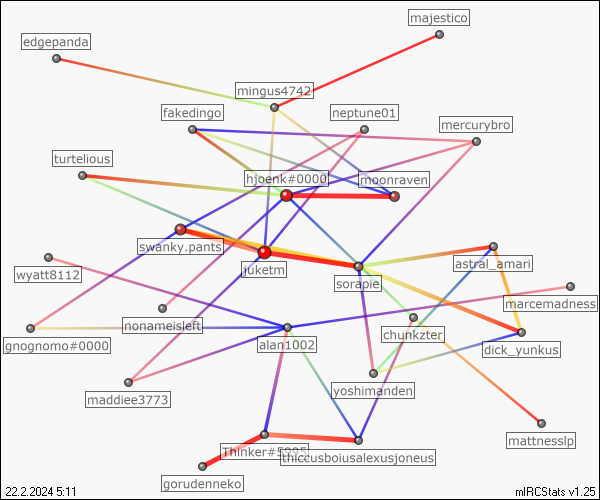 majestico
edgepanda
mingus4742
fakedingo
neptune01
mercurybro
turtelious
hjoenk#0000
moonraven
swanky.pants
juketm
sorapie
astral_amari
wyatt8112
marcemadness
nonameisleft
chunkzter
gnognomo#0000
alan1002
dick_yunkus
yoshimanden
maddiee3773
mattnesslp
Thinker#5995
thiccusboiusalexusjoneus
gorudenneko
22.2.2024 5:11
mIRCStats v1.25